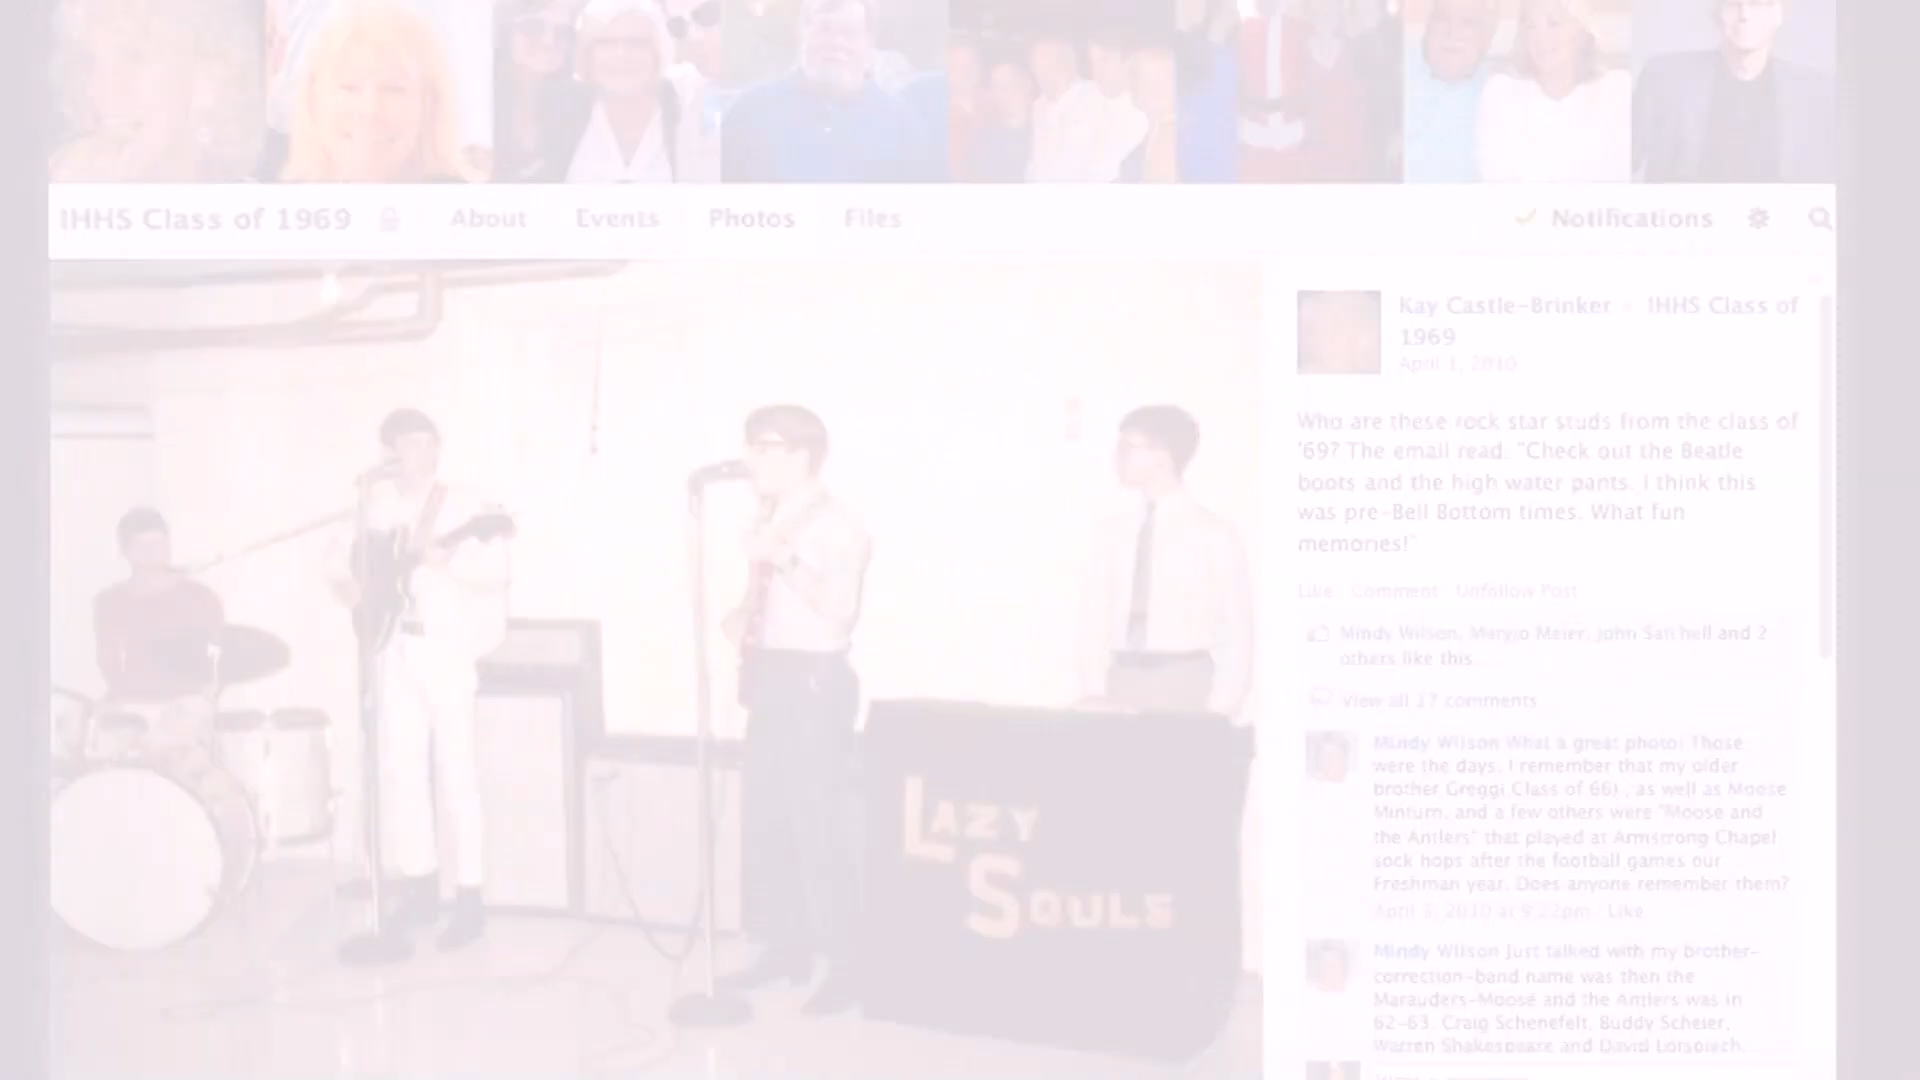 IHHS Class of 1969 About Events Photos Files Notifications
Kay Castle-Brinker IHHS Class of
1969
April 1, 2010
Who are these rock star studs from the class of
'69? The email read. "Check out the Beatle
boots and the high water pants. I think this
was pre-Bell Bottom times. What fun
memories!"
Like Comment Unfollow Post
Mindy Wilson, Maryjo Maier, John Satchell and 2
others like this.
View all 17 comments
Mindy Wilson What a great photo! Those
were the days. I remember that my older
brother Gregg(Class of 66) , as well as Moose
Minturn, and a few others were "Moose and
the Antlers" that played at Armstrong Chapel
sock hops after the football games our
Freshman year. Does anyone remember them?
April 3, 2010 at 9:22pm Like
Mindy Wilson Just talked with my brother-
correction-band name was then the
Marauders-Moose and the Antlers was in
62-63. Craig Schenefelt, Buddy Scheier,
Warren Shakespeare and David
LAZY
SOULS